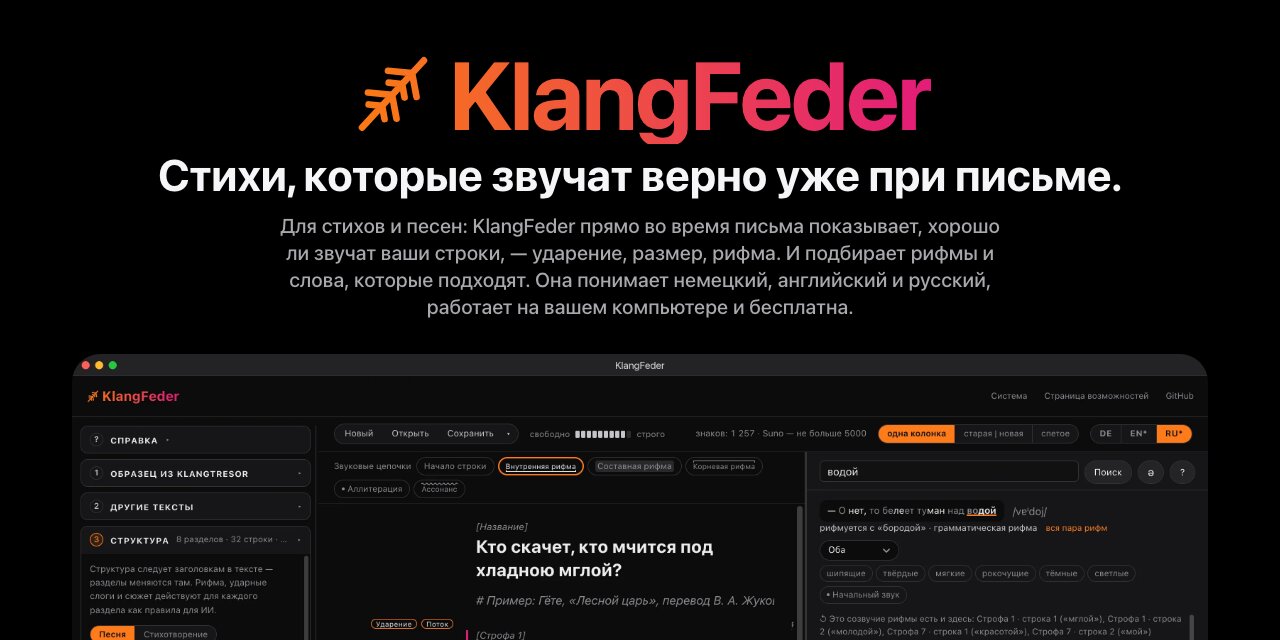 KlangFeder
Стихи, которые звучат верно уже при письме.
Для стихов и песен: KlangFeder прямо во время письма показывает, хорошо
ли звучат ваши строки, — ударение, размер, рифма. И подбирает рифмы и
слова, которые подходят. Она понимает немецкий, английский и русский,
работает на вашем компьютере и бесплатна.
KlangFeder
KlangFeder
Система Страница возможностей GitHub
? СПРАВКА
1 ОБРАЗЕЦ ИЗ KLANGTRESOR
2 ДРУГИЕ ТЕКСТЫ
3 СТРУКТУРА 8 разделов · 32 строки · ...
Структура следует заголовкам в тексте —
разделы меняются там. Рифма, ударные
слоги и сюжет действуют для каждого
раздела как правила для ИИ.
Песня Стихотворение
Новый Открыть Сохранить
свободно строго
знаков: 1 257 · Suno — не больше 5000
одна колонка старая | новая спетое
DE EN* RU*
Звуковые цепочки Начало строки Внутренняя рифма Составная рифма Корневая рифма
• Аллитерация Ассонанс
[Название]
Кто скачет, кто мчится под
хладною мглой?
# Пример: Гёте, «Лесной царь», перевод В. А. Жуко
Ударение Поток
[Строфа 1]
водой Поиск ə ?
— О нет, то белеет туман над водой /vɐˈdoj/
рифмуется с «бородой» · грамматическая рифма вся пара рифм
Оба
шипящие твёрдые мягкие рокочущие тёмные светлые
• Начальный звук
Это созвучие рифмы есть и здесь: Строфа 1 · строка 1 («мглой»), Строфа 1 · строка
2 («молодой»), Строфа 7 · строка 1 («красотой»), Строфа 7 · строка 2 («мой»)